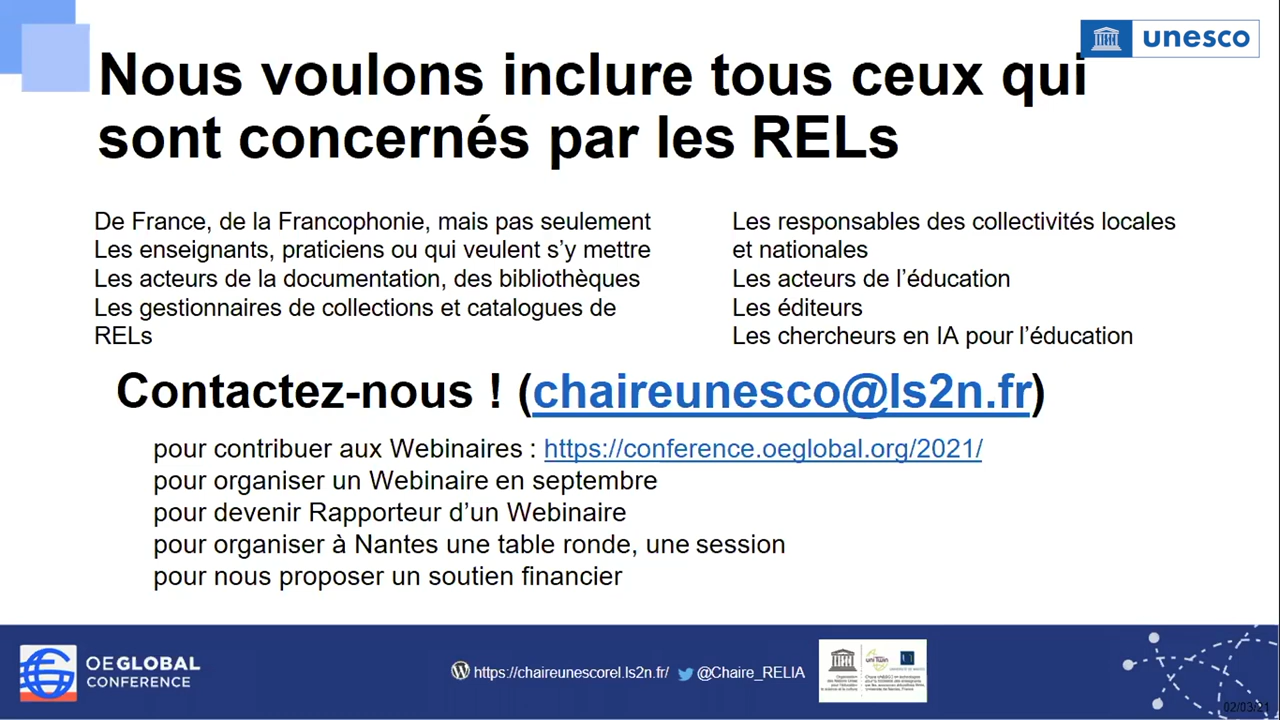 unesco
Nous voulons inclure tous ceux qui
sont concernés par les RELs
De France, de la Francophonie, mais pas seulement
Les enseignants, praticiens ou qui veulent s’y mettre
Les acteurs de la documentation, des bibliothèques
Les gestionnaires de collections et catalogues de
RELs
Les responsables des collectivités locales
et nationales
Les acteurs de l’éducation
Les éditeurs
Les chercheurs en IA pour l’éducation
Contactez-nous ! (chaireunesco@ls2n.fr)
pour contribuer aux Webinaires : https://conference.oeglobal.org/2021/
pour organiser un Webinaire en septembre
pour devenir Rapporteur d’un Webinaire
pour organiser à Nantes une table ronde, une session
pour nous proposer un soutien financier
OEGLOBAL
CONFERENCE
https://chaireunescorel.ls2n.fr/
@Chaire_RELIA
02/03/21